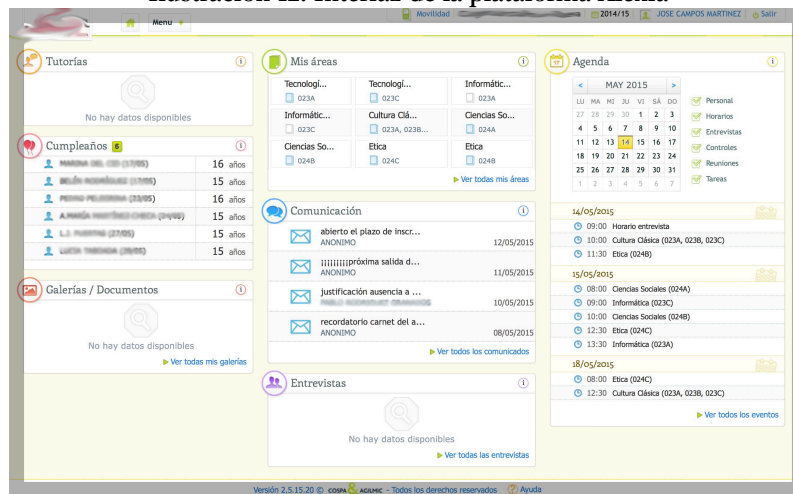 Menu
Movilidad
2014/15
JOSE CAMPOS MARTINEZ
Salir
Tutorías
No hay datos disponibles
Cumpleaños 6
16 años
15 años
16 años
15 años
15 años
15 años
Galerías / Documentos
No hay datos disponibles
Ver todas mis galerías
Mis áreas
Tecnologí... Tecnologí... Informátic...
023A 023C 023A
Informátic... Cultura Clá... Ciencias So...
023C 023A, 023B... 024A
Ciencias So... Etica Etica
024B 024C 024B
Ver todas mis áreas
Comunicación
abierto el plazo de inscr...
ANONIMO 12/05/2015
¡¡¡¡¡¡¡¡¡próxima salida d...
ANONIMO 11/05/2015
justificación ausencia a ...
10/05/2015
recordatorio carnet del a...
ANONIMO 08/05/2015
Ver todos los comunicados
Entrevistas
No hay datos disponibles
Ver todas las entrevistas
Agenda
< MAY 2015 >
LU MA MI JU VI SÁ DO
27 28 29 30 1 2 3
4 5 6 7 8 9 10
11 12 13 14 15 16 17
18 19 20 21 22 23 24
25 26 27 28 29 30 31
1 2 3 4 5 6 7
Personal
Horarios
Entrevistas
Controles
Reuniones
Tareas
14/05/2015
09:00 Horario entrevista
10:00 Cultura Clásica (023A, 023B, 023C)
11:30 Etica (024B)
15/05/2015
08:00 Ciencias Sociales (024A)
09:00 Informática (023C)
10:00 Ciencias Sociales (024B)
12:30 Etica (024C)
13:30 Informática (023A)
18/05/2015
08:00 Etica (024C)
12:30 Cultura Clásica (023A, 023B, 023C)
Ver todos los eventos
Versión 2.5.15.20 © COSPA & AGILMIC - Todos los derechos reservados ? Ayuda